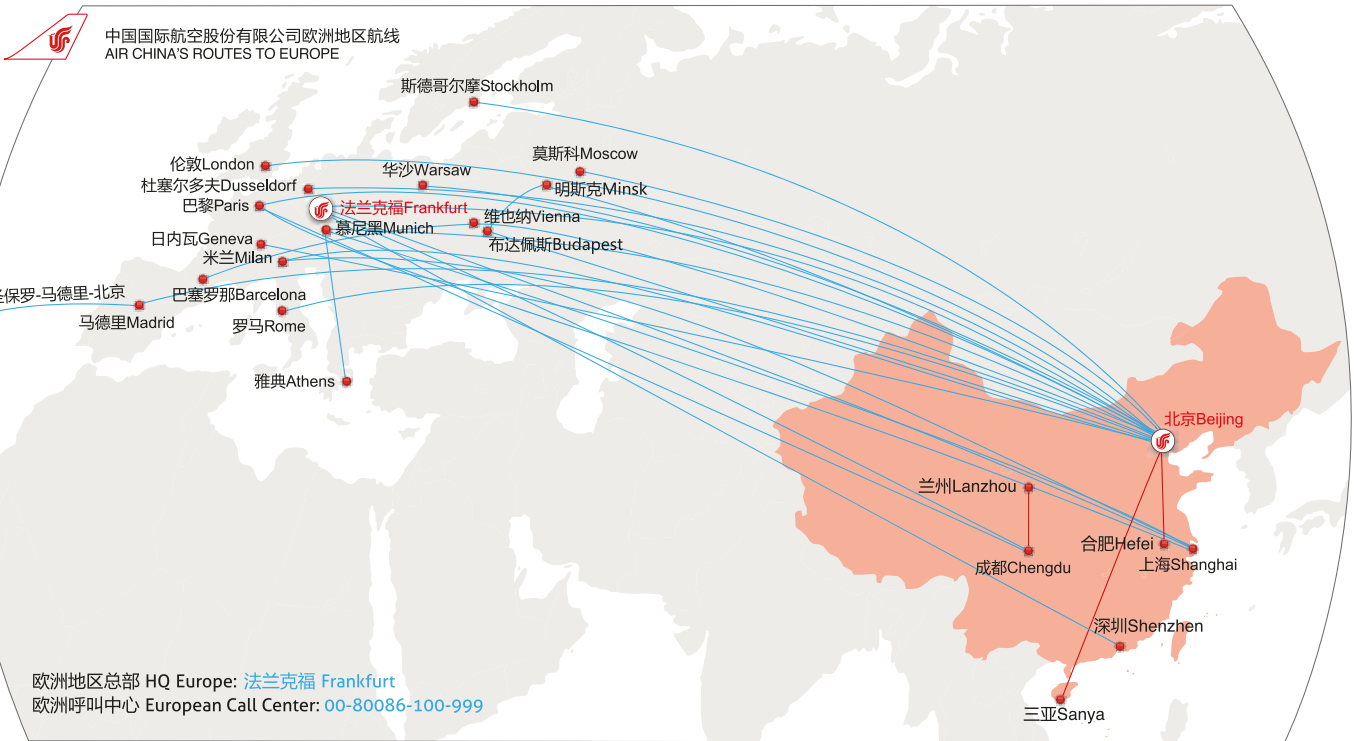 中国国际航空股份有限公司欧洲地区航线
AIR CHINA'S ROUTES TO EUROPE
斯德哥尔摩Stockholm
伦敦London
华沙Warsaw
莫斯科Moscow
杜塞尔多夫Dusseldorf
明斯克Minsk
巴黎Paris
法兰克福Frankfurt
维也纳Vienna
慕尼黑Munich
日内瓦Geneva
布达佩斯Budapest
米兰Milan
保罗-马德里-北京
巴塞罗那Barcelona
马德里Madrid
罗马Rome
雅典Athens
北京Beijing
兰州Lanzhou
合肥Hefei
成都Chengdu
上海Shanghai
深圳Shenzhen
三亚Sanya
欧洲地区总部 HQ Europe: 法兰克福 Frankfurt
欧洲呼叫中心 European Call Center: 00-80086-100-999